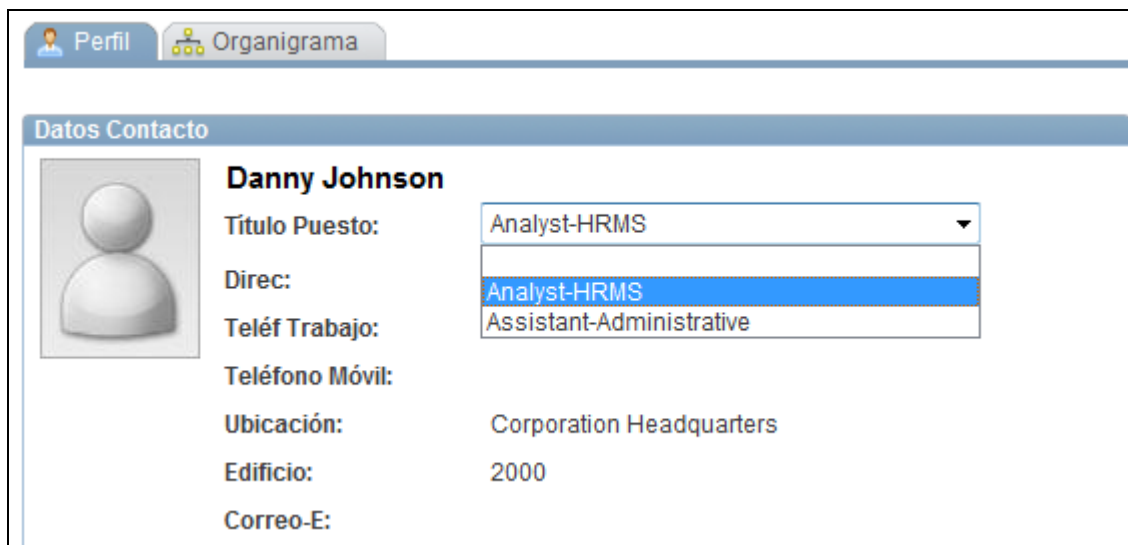 Perfil Organigrama
Datos Contacto
Danny Johnson
Título Puesto: Analyst-HRMS
Analyst-HRMS
Assistant-Administrative
Direc:
Teléf Trabajo:
Teléfono Móvil:
Ubicación: Corporation Headquarters
Edificio: 2000
Correo-E: